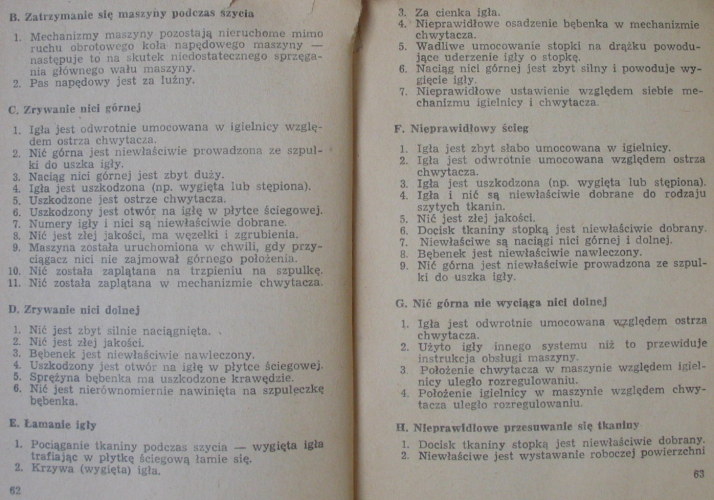 B. Zatrzymanie się maszyny podczas szycia
1. Mechanizmy maszyny pozostają nieruchome mimo
ruchu obrotowego koła napędowego maszyny —
następuje to na skutek niedostatecznego sprzęga-
nia głównego wału maszyny.
2. Pas napędowy jest za luźny.
C. Zrywanie nici górnej
1. Igła jest odwrotnie umocowana w igielnicy wzglę-
dem ostrza chwytacza.
2. Nić górna jest niewłaściwie prowadzona ze szpul-
ki do uszka igły.
3. Naciąg nici górnej jest zbyt duży.
4. Igła jest uszkodzona (np. wygięta lub stępiona).
5. Uszkodzone jest ostrze chwytacza.
6. Uszkodzony jest otwór na igłę w płytce ściegowej.
7. Numery igły i nici są niewłaściwie dobrane.
8. Nić jest złej jakości, ma węzełki i zgrubienia.
9. Maszyna została uruchomiona w chwili, gdy przy-
ciągacz nici nie zajmował górnego położenia.
10. Nić została zaplątana na trzpieniu na szpulkę.
11. Nić została zaplątana w mechanizmie chwytacza.
D. Zrywanie nici dolnej
1. Nić jest zbyt silnie naciągnięta.
2. Nić jest złej jakości.
3. Bębenek jest niewłaściwie nawleczony.
4. Uszkodzony jest otwór na igłę w płytce ściegowej.
5. Sprężyna bębenka ma uszkodzone krawędzie.
6. Nić jest nierównomiernie nawinięta na szpuleczkę
bębenka.
E. Łamanie igły
1. Pociąganie tkaniny podczas szycia — wygięta igła
trafiając w płytkę ściegową łamie się.
2. Krzywa (wygięta) igła.
62
3. Za cienka igła.
4. Nieprawidłowe osadzenie bębenka w mechanizmie
chwytacza.
5. Wadliwe umocowanie stopki na drążku powodu-
jące uderzenie igły o stopkę.
6. Naciąg nici górnej jest zbyt silny i powoduje wy-
gięcie igły.
7. Nieprawidłowe ustawienie względem siebie me-
chanizmu igielnicy i chwytacza.
F. Nieprawidłowy ścieg
1. Igła jest zbyt słabo umocowana w igielnicy.
2. Igła jest odwrotnie umocowana względem ostrza
chwytacza.
3. Igła jest uszkodzona (np. wygięta lub stępiona).
4. Igła i nić są niewłaściwie dobrane do rodzaju
szytych tkanin.
5. Nić jest złej jakości.
6. Docisk tkaniny stopką jest niewłaściwie dobrany.
7. Niewłaściwe są naciągi nici górnej i dolnej.
8. Bębenek jest niewłaściwie nawleczony.
9. Nić górna jest niewłaściwie prowadzona ze szpul-
ki do uszka igły.
G. Nić górna nie wyciąga nici dolnej
1. Igła jest odwrotnie umocowana względem ostrza
chwytacza.
2. Użyto igły innego systemu niż to przewiduje
instrukcja obsługi maszyny.
3. Położenie chwytacza w maszynie względem igiel-
nicy uległo rozregulowaniu.
4. Położenie igielnicy w maszynie względem chwy-
tacza uległo rozregulowaniu.
H. Nieprawidłowe przesuwanie się tkaniny
1. Docisk tkaniny stopką jest niewłaściwie dobrany.
2. Niewłaściwe jest wystawanie roboczej powierzchni
63